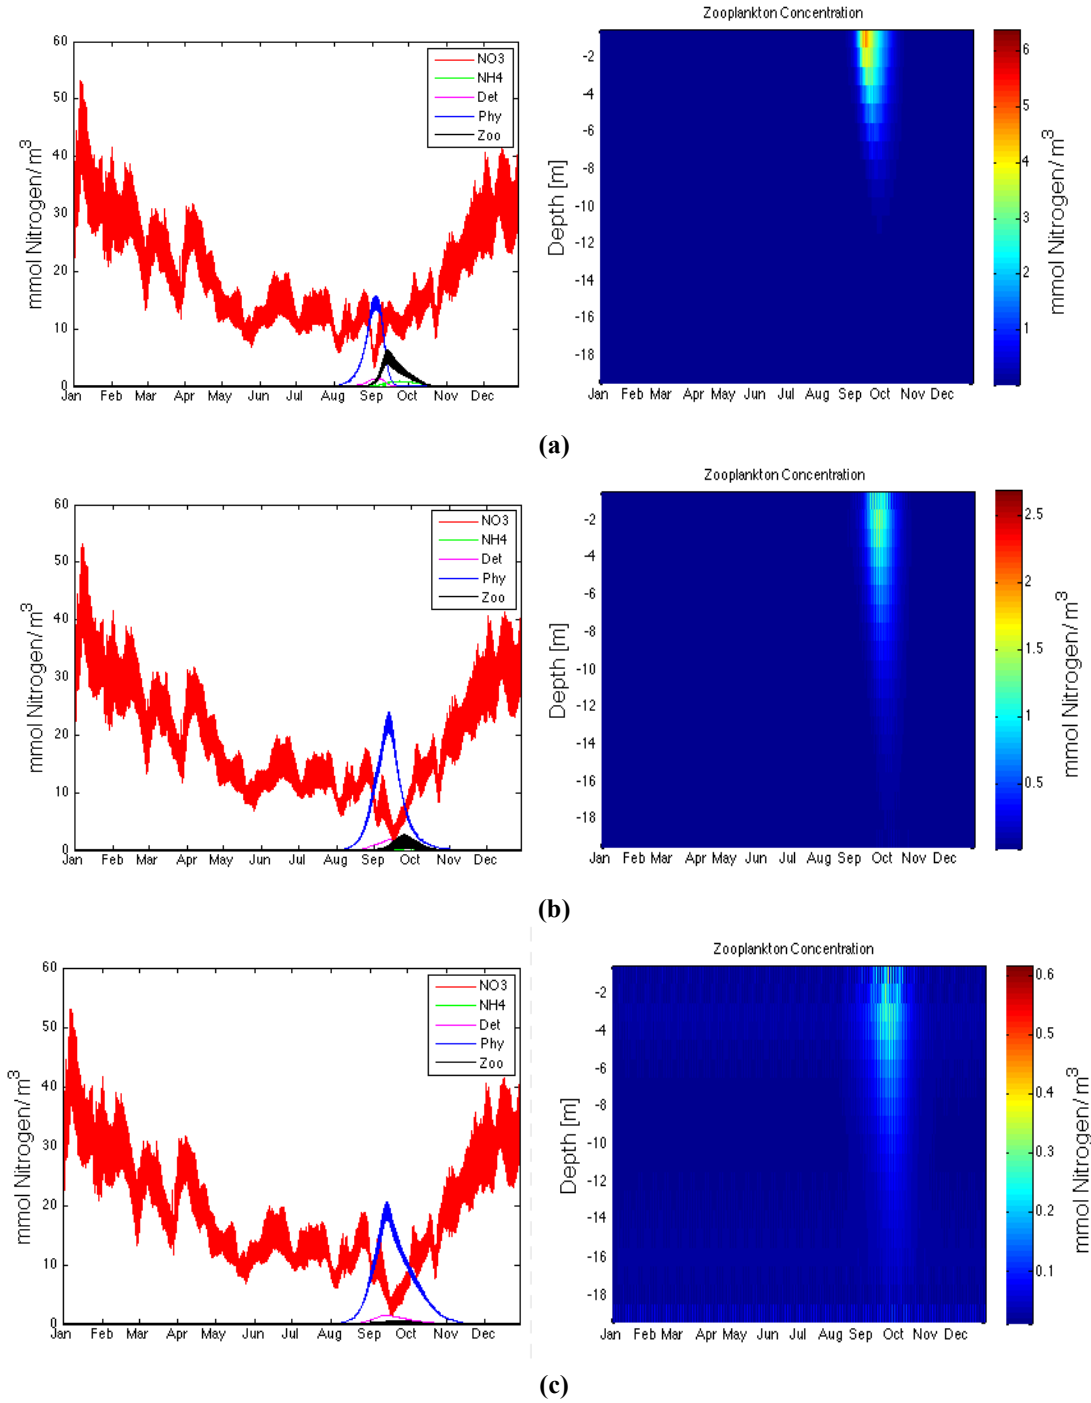 Zooplankton Concentration
60
50
40
30
20
10
0
mmol Nitrogen/ m3
NO3
NH4
Det
Phy
Zoo
Jan Feb Mar Apr May Jun Jul Aug Sep Oct Nov Dec
-2
-4
-6
-8
-10
-12
-14
-16
-18
Depth [m]
Jan Feb Mar Apr May Jun Jul Aug Sep Oct Nov Dec
6
5
4
3
2
1
mmol Nitrogen/ m3
(a)
Zooplankton Concentration
60
50
40
30
20
10
0
mmol Nitrogen/ m3
NO3
NH4
Det
Phy
Zoo
Jan Feb Mar Apr May Jun Jul Aug Sep Oct Nov Dec
-2
-4
-6
-8
-10
-12
-14
-16
-18
Depth [m]
Jan Feb Mar Apr May Jun Jul Aug Sep Oct Nov Dec
2.5
2
1.5
1
0.5
mmol Nitrogen/ m3
(b)
Zooplankton Concentration
60
50
40
30
20
10
0
mmol Nitrogen/ m3
NO3
NH4
Det
Phy
Zoo
Jan Feb Mar Apr May Jun Jul Aug Sep Oct Nov Dec
-2
-4
-6
-8
-10
-12
-14
-16
-18
Depth [m]
Jan Feb Mar Apr May Jun Jul Aug Sep Oct Nov Dec
0.6
0.5
0.4
0.3
0.2
0.1
mmol Nitrogen/ m3
(c)